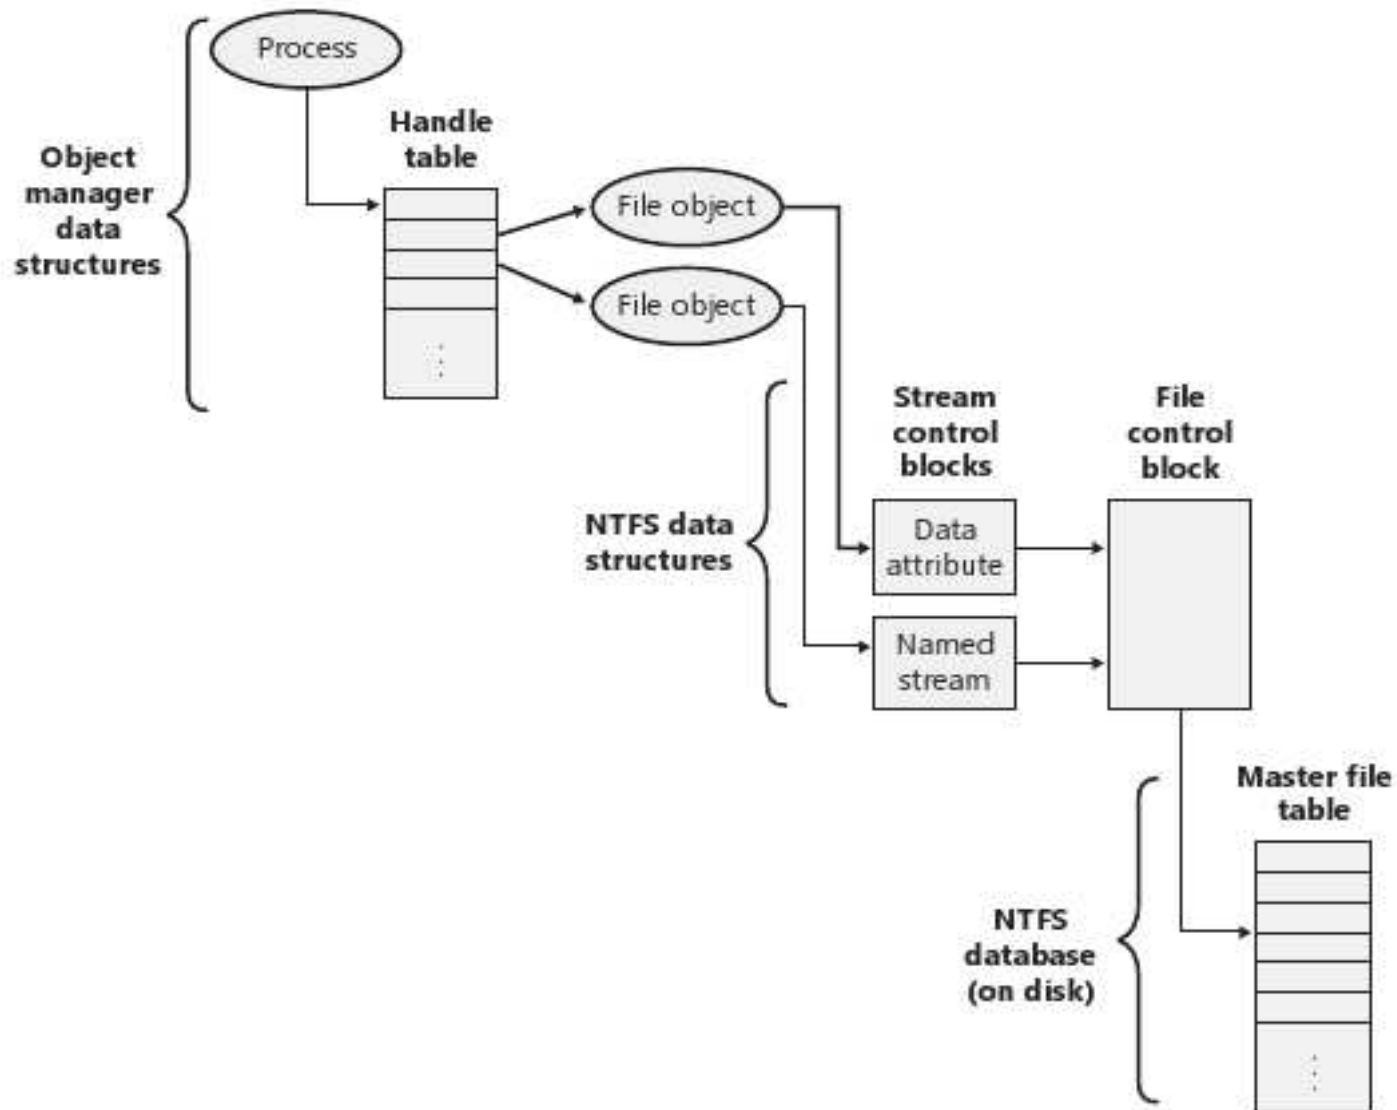 Process
Handle
table
Object
manager
data
structures
File object
File object
Stream
control
blocks
File
control
block
NTFS data
structures
Data
attribute
Named
stream
Master file
table
NTFS
database
(on disk)